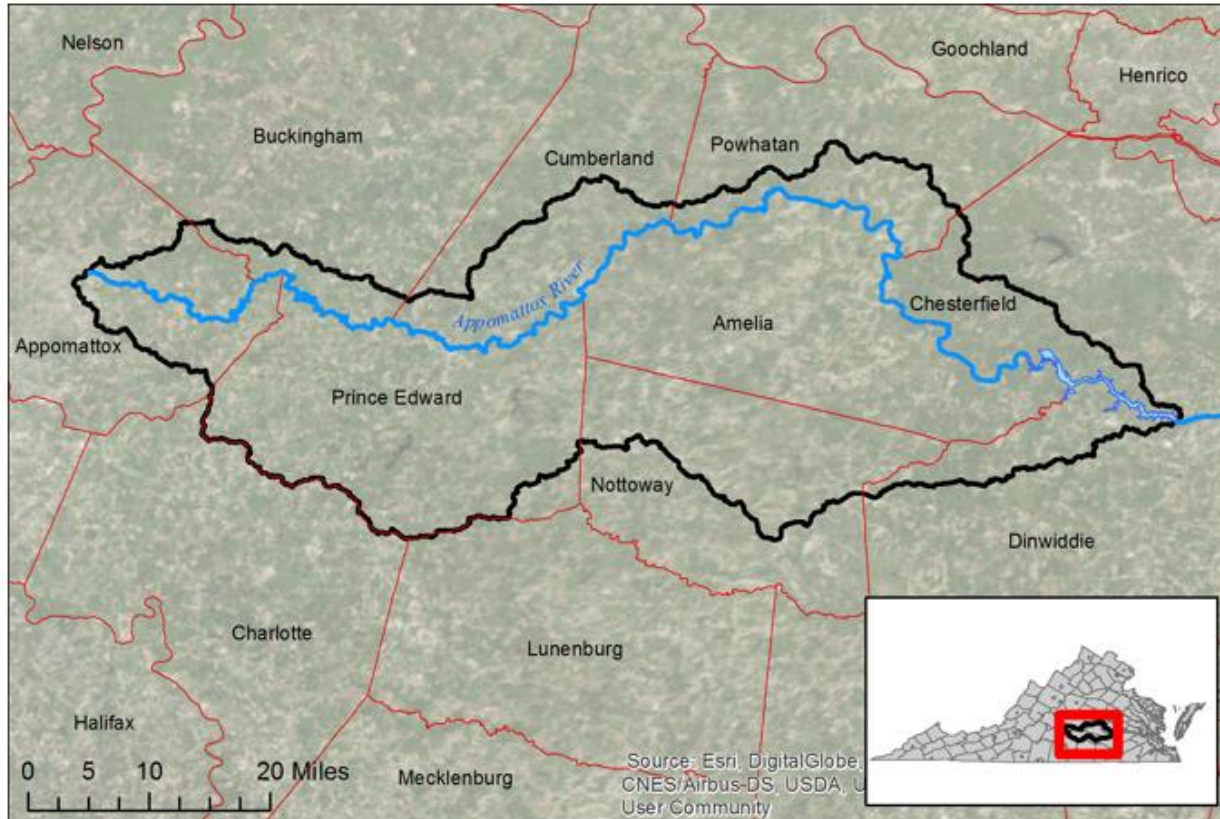 Nelson
Goochland
Henrico
Buckingham
Cumberland
Powhatan
Appomattox River
Chesterfield
Amelia
Appomattox
Prince Edward
Nottoway
Dinwiddie
Charlotte
Lunenburg
Halifax
Mecklenburg
0 5 10 20 Miles
Source: Esri, DigitalGlobe,
CNES/Airbus-DS, USDA, U
User Community